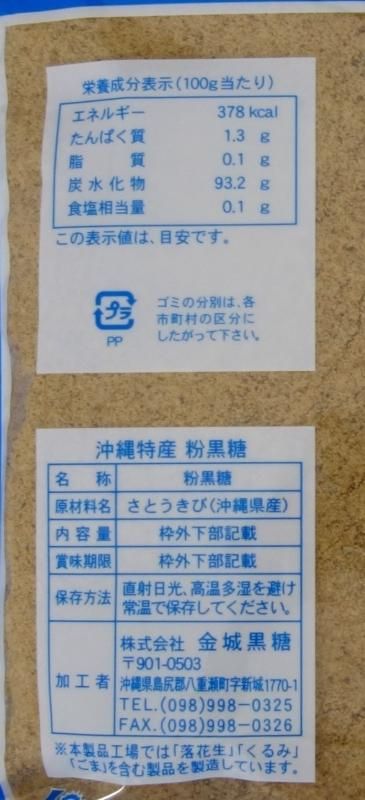 栄養成分表示(100g当たり)
エネルギー 378 kcal
たんぱく質 1.3 g
脂質 0.1 g
炭水化物 93.2 g
食塩相当量 0.1 g
この表示値は、目安です。
プラ
PP
ゴミの分別は、各
市町村の区分に
したがって下さい。
沖縄特産 粉黒糖
名称 粉黒糖
原材料名 さとうきび(沖縄県産)
内容量 枠外下部記載
賞味期限 枠外下部記載
保存方法 直射日光、高温多湿を避け
常温で保存してください。
加工者 株式会社 金城黒糖
〒901-0503
沖縄県島尻郡八重瀬町字新城1770-1
TEL.(098)998-0325
FAX.(098)998-0326
※本製品工場では「落花生」「くるみ」
「ごま」を含む製品を製造しています。